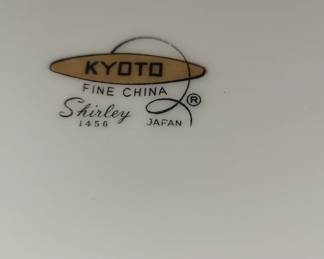 KYOTO
FINE CHINA ®
Shirley
1456 JAPAN